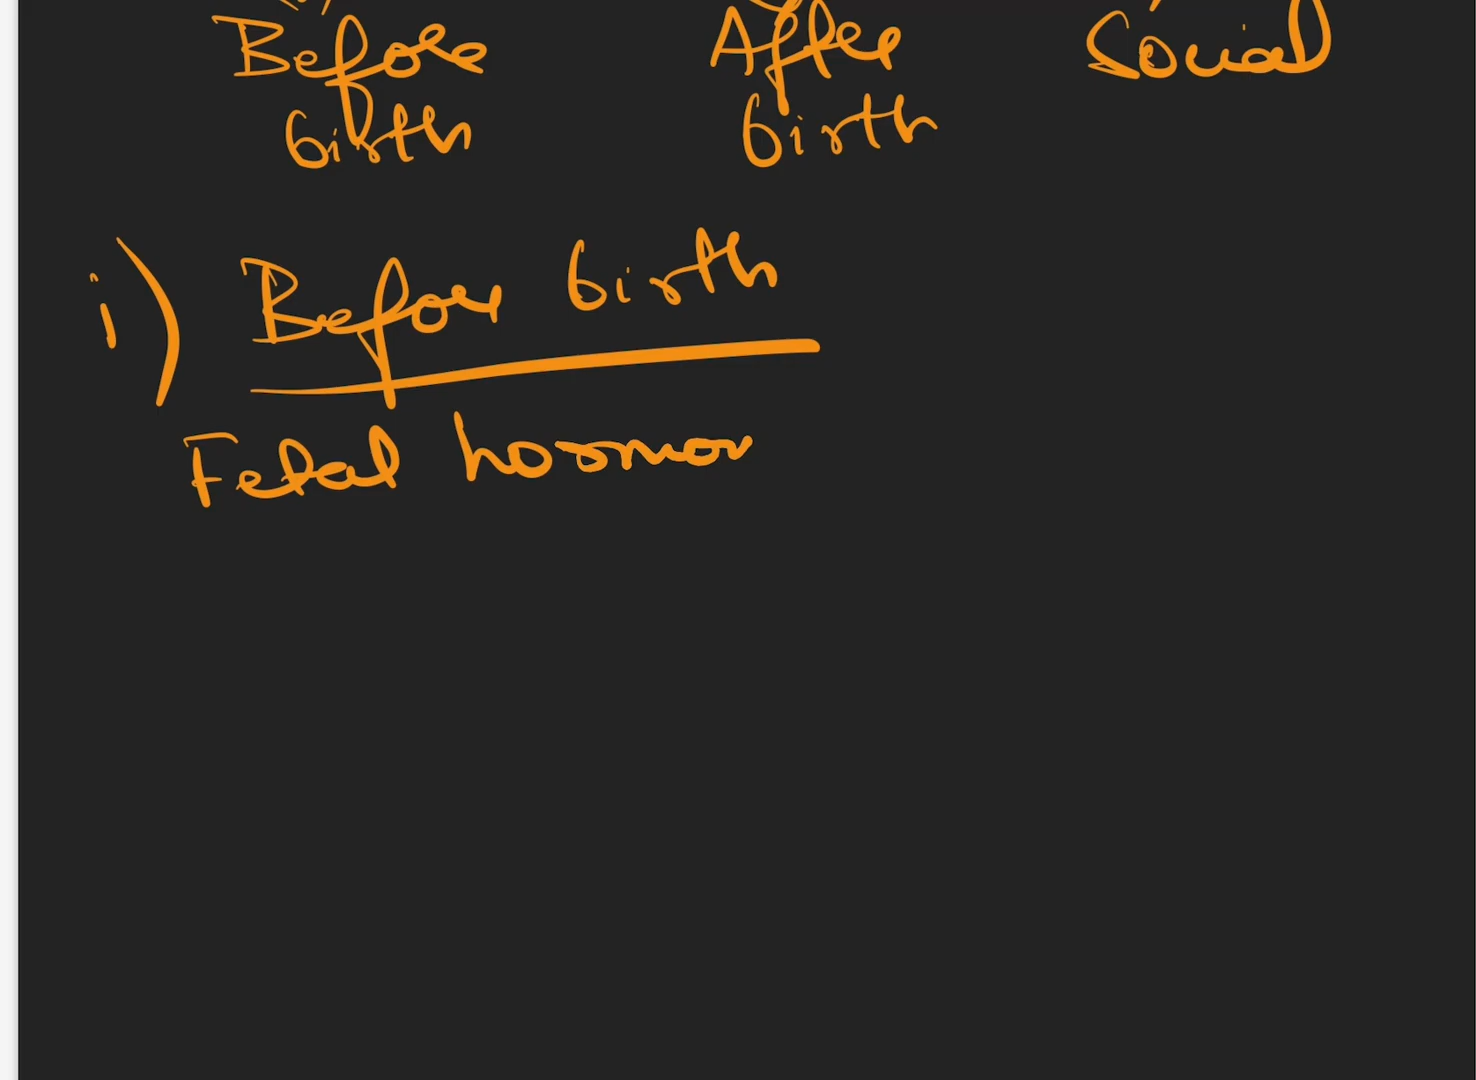 Before After Social
birth birth
i) Before birth
Fetal hormon